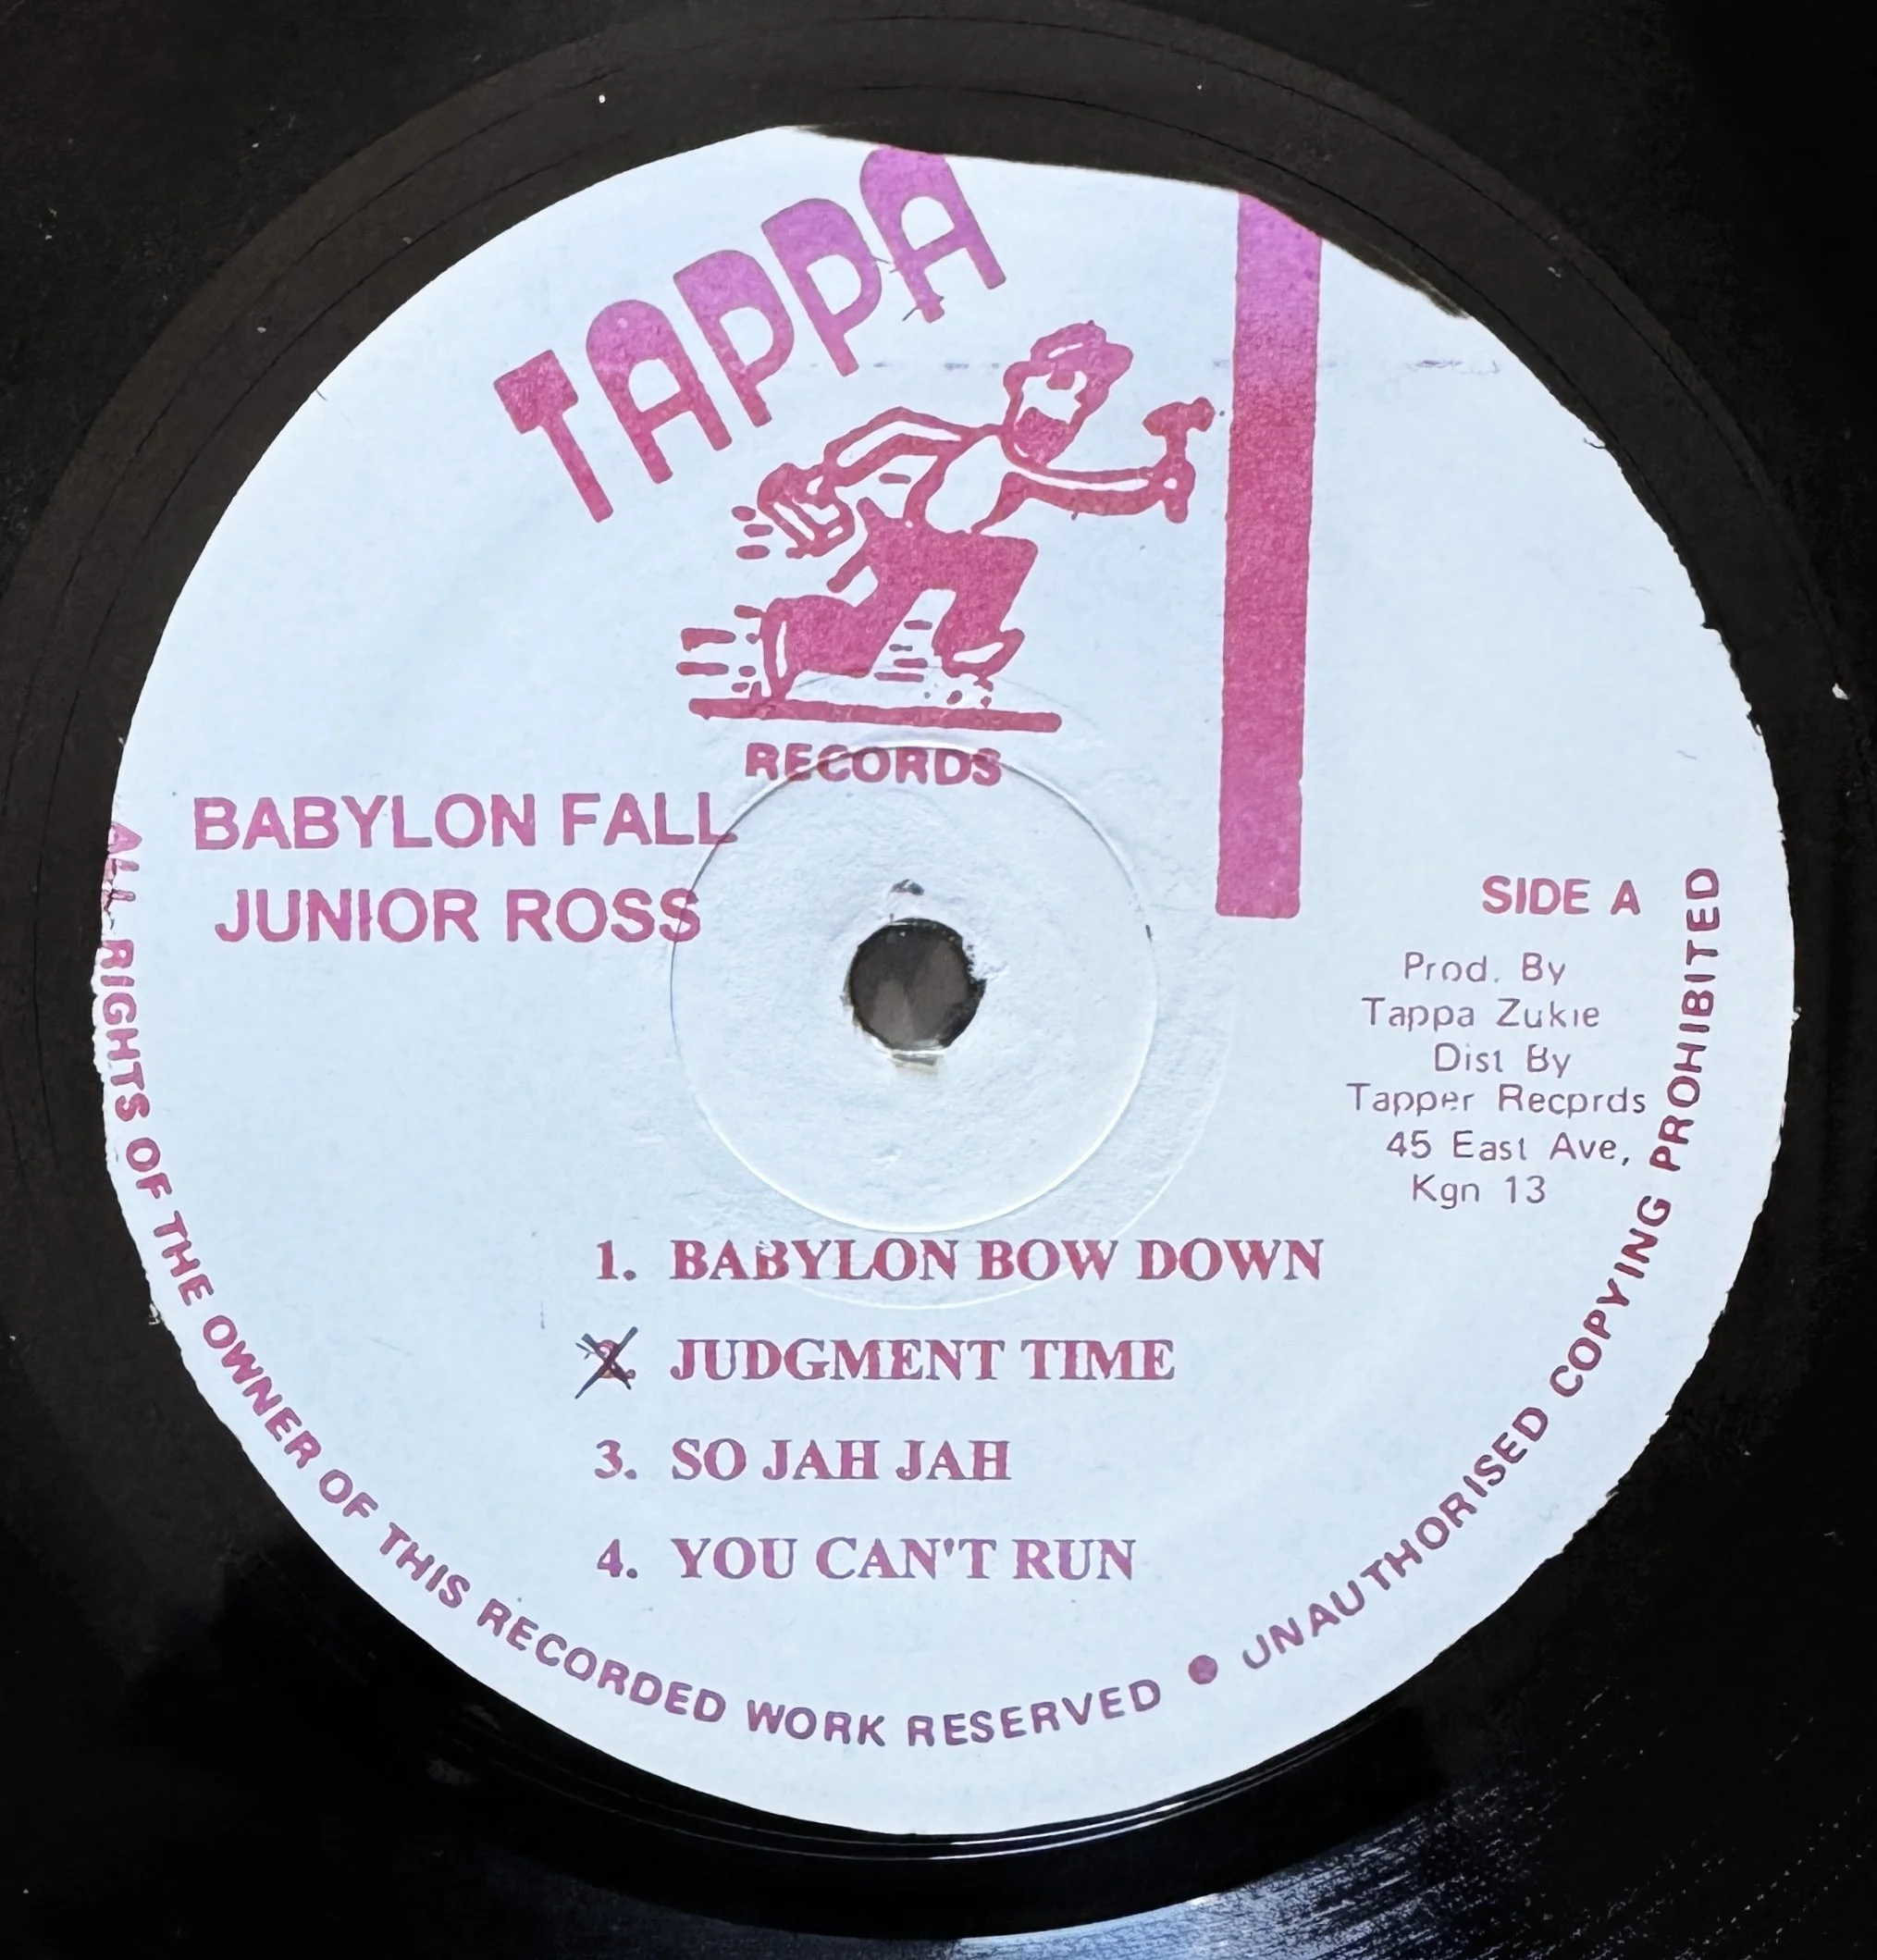 TAPPA
RECORDS
BABYLON FALL
JUNIOR ROSS
SIDE A
Prod. By
Tappa Zukie
Dist By
Tapper Recprds
45 East Ave,
Kgn 13
1. BABYLON BOW DOWN
2. JUDGMENT TIME
3. SO JAH JAH
4. YOU CAN'T RUN
ALL RIGHTS OF THE OWNER OF THIS RECORDED WORK RESERVED ● UNAUTHORISED COPYING PROHIBITED